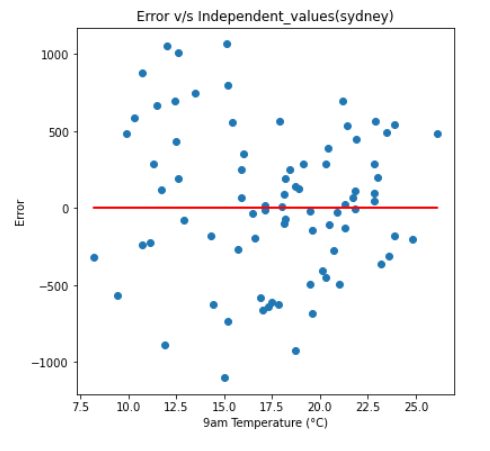 Error v/s Independent_values(sydney)
1000
500
0
−500
−1000
Error
7.5 10.0 12.5 15.0 17.5 20.0 22.5 25.0
9am Temperature (°C)